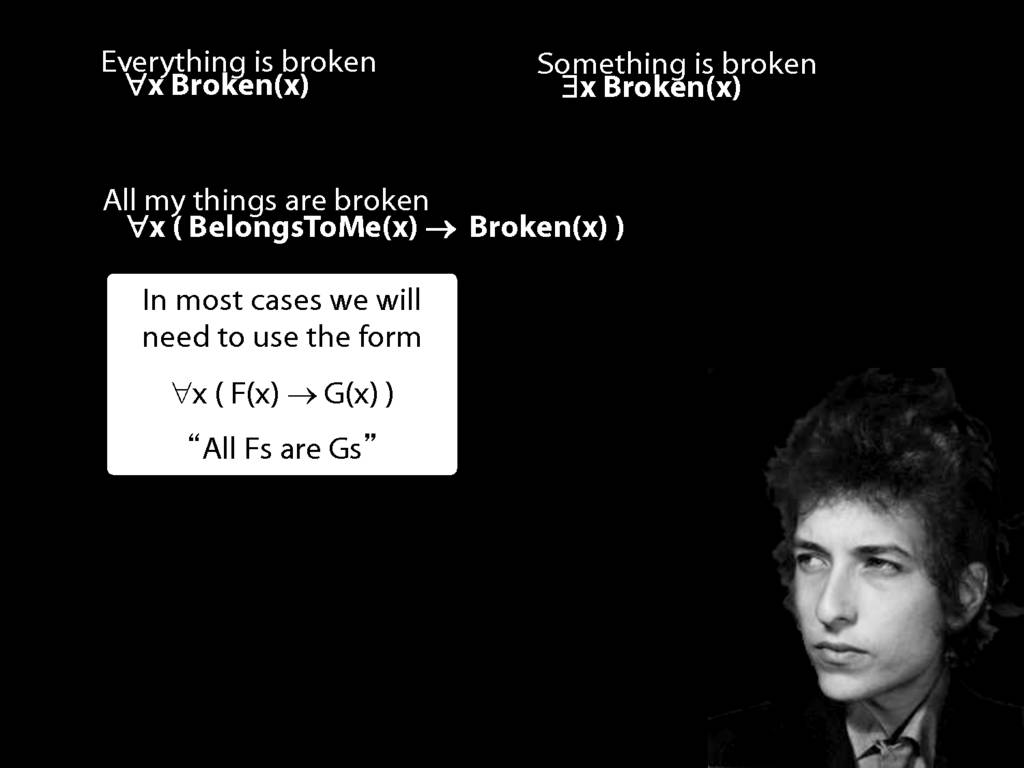 Everything is broken
∀x Broken(x)
Something is broken
∃x Broken(x)
All my things are broken
∀x ( BelongsToMe(x) → Broken(x) )
In most cases we will
need to use the form
∀x ( F(x) → G(x) )
“All Fs are Gs”